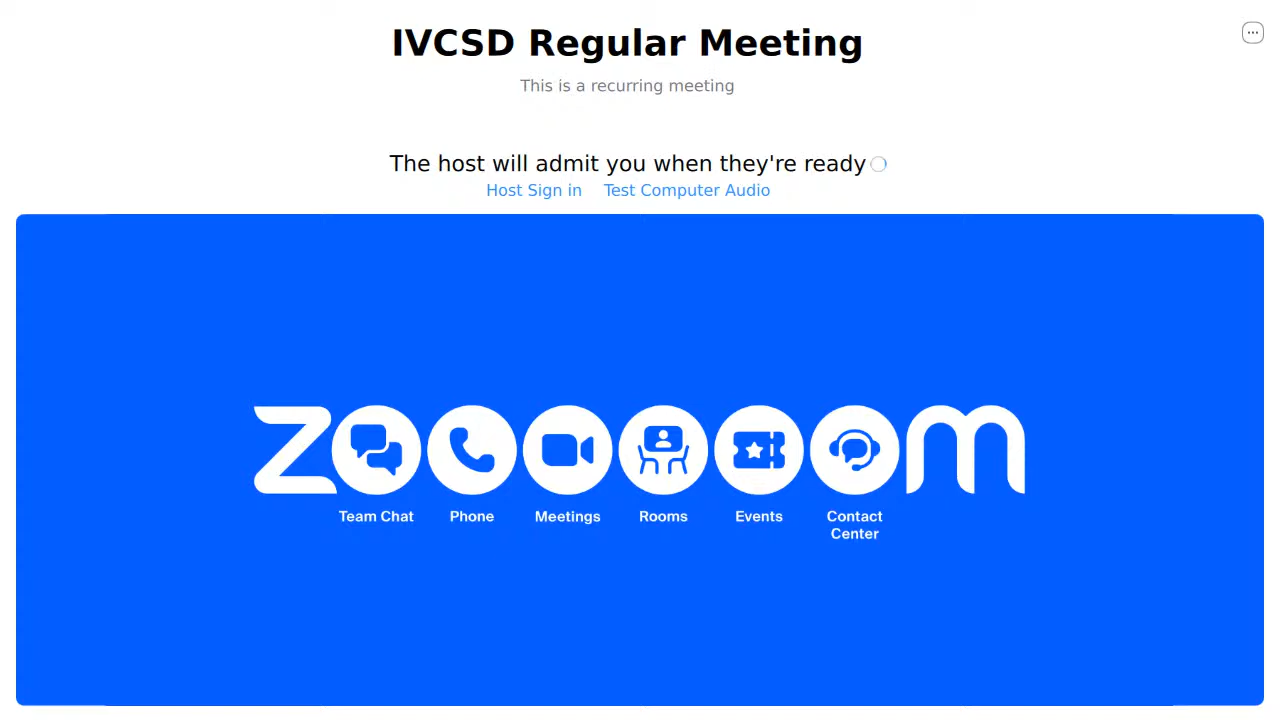 IVCSD Regular Meeting
This is a recurring meeting
The host will admit you when they're ready
Host Sign in Test Computer Audio
zoooooom
Team Chat Phone Meetings Rooms Events Contact Center